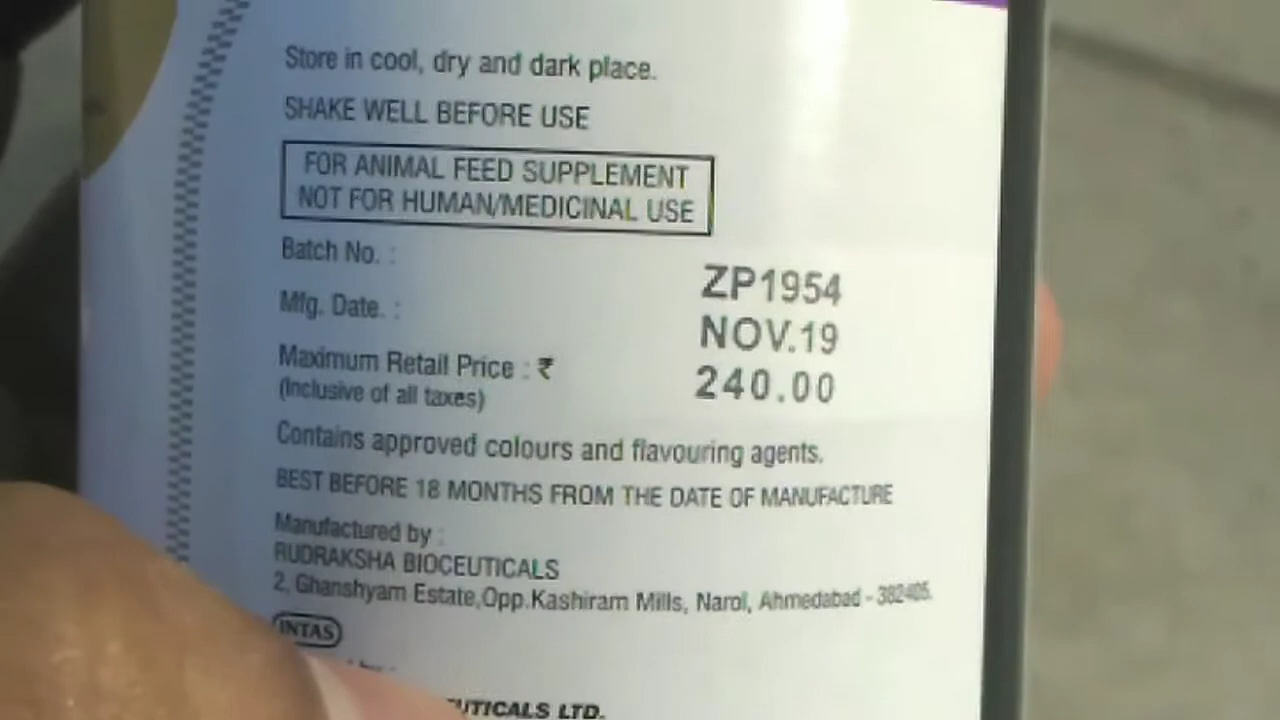 Store in cool, dry and dark place.
SHAKE WELL BEFORE USE
FOR ANIMAL FEED SUPPLEMENT
NOT FOR HUMAN/MEDICINAL USE
Batch No. : ZP1954
Mfg. Date. : NOV.19
Maximum Retail Price : ₹ 240.00
(Inclusive of all taxes)
Contains approved colours and flavouring agents.
BEST BEFORE 18 MONTHS FROM THE DATE OF MANUFACTURE
Manufactured by :
RUDRAKSHA BIOCEUTICALS
2, Ghanshyam Estate,Opp.Kashiram Mills, Narol, Ahmedabad - 382405.
INTAS
LTD.